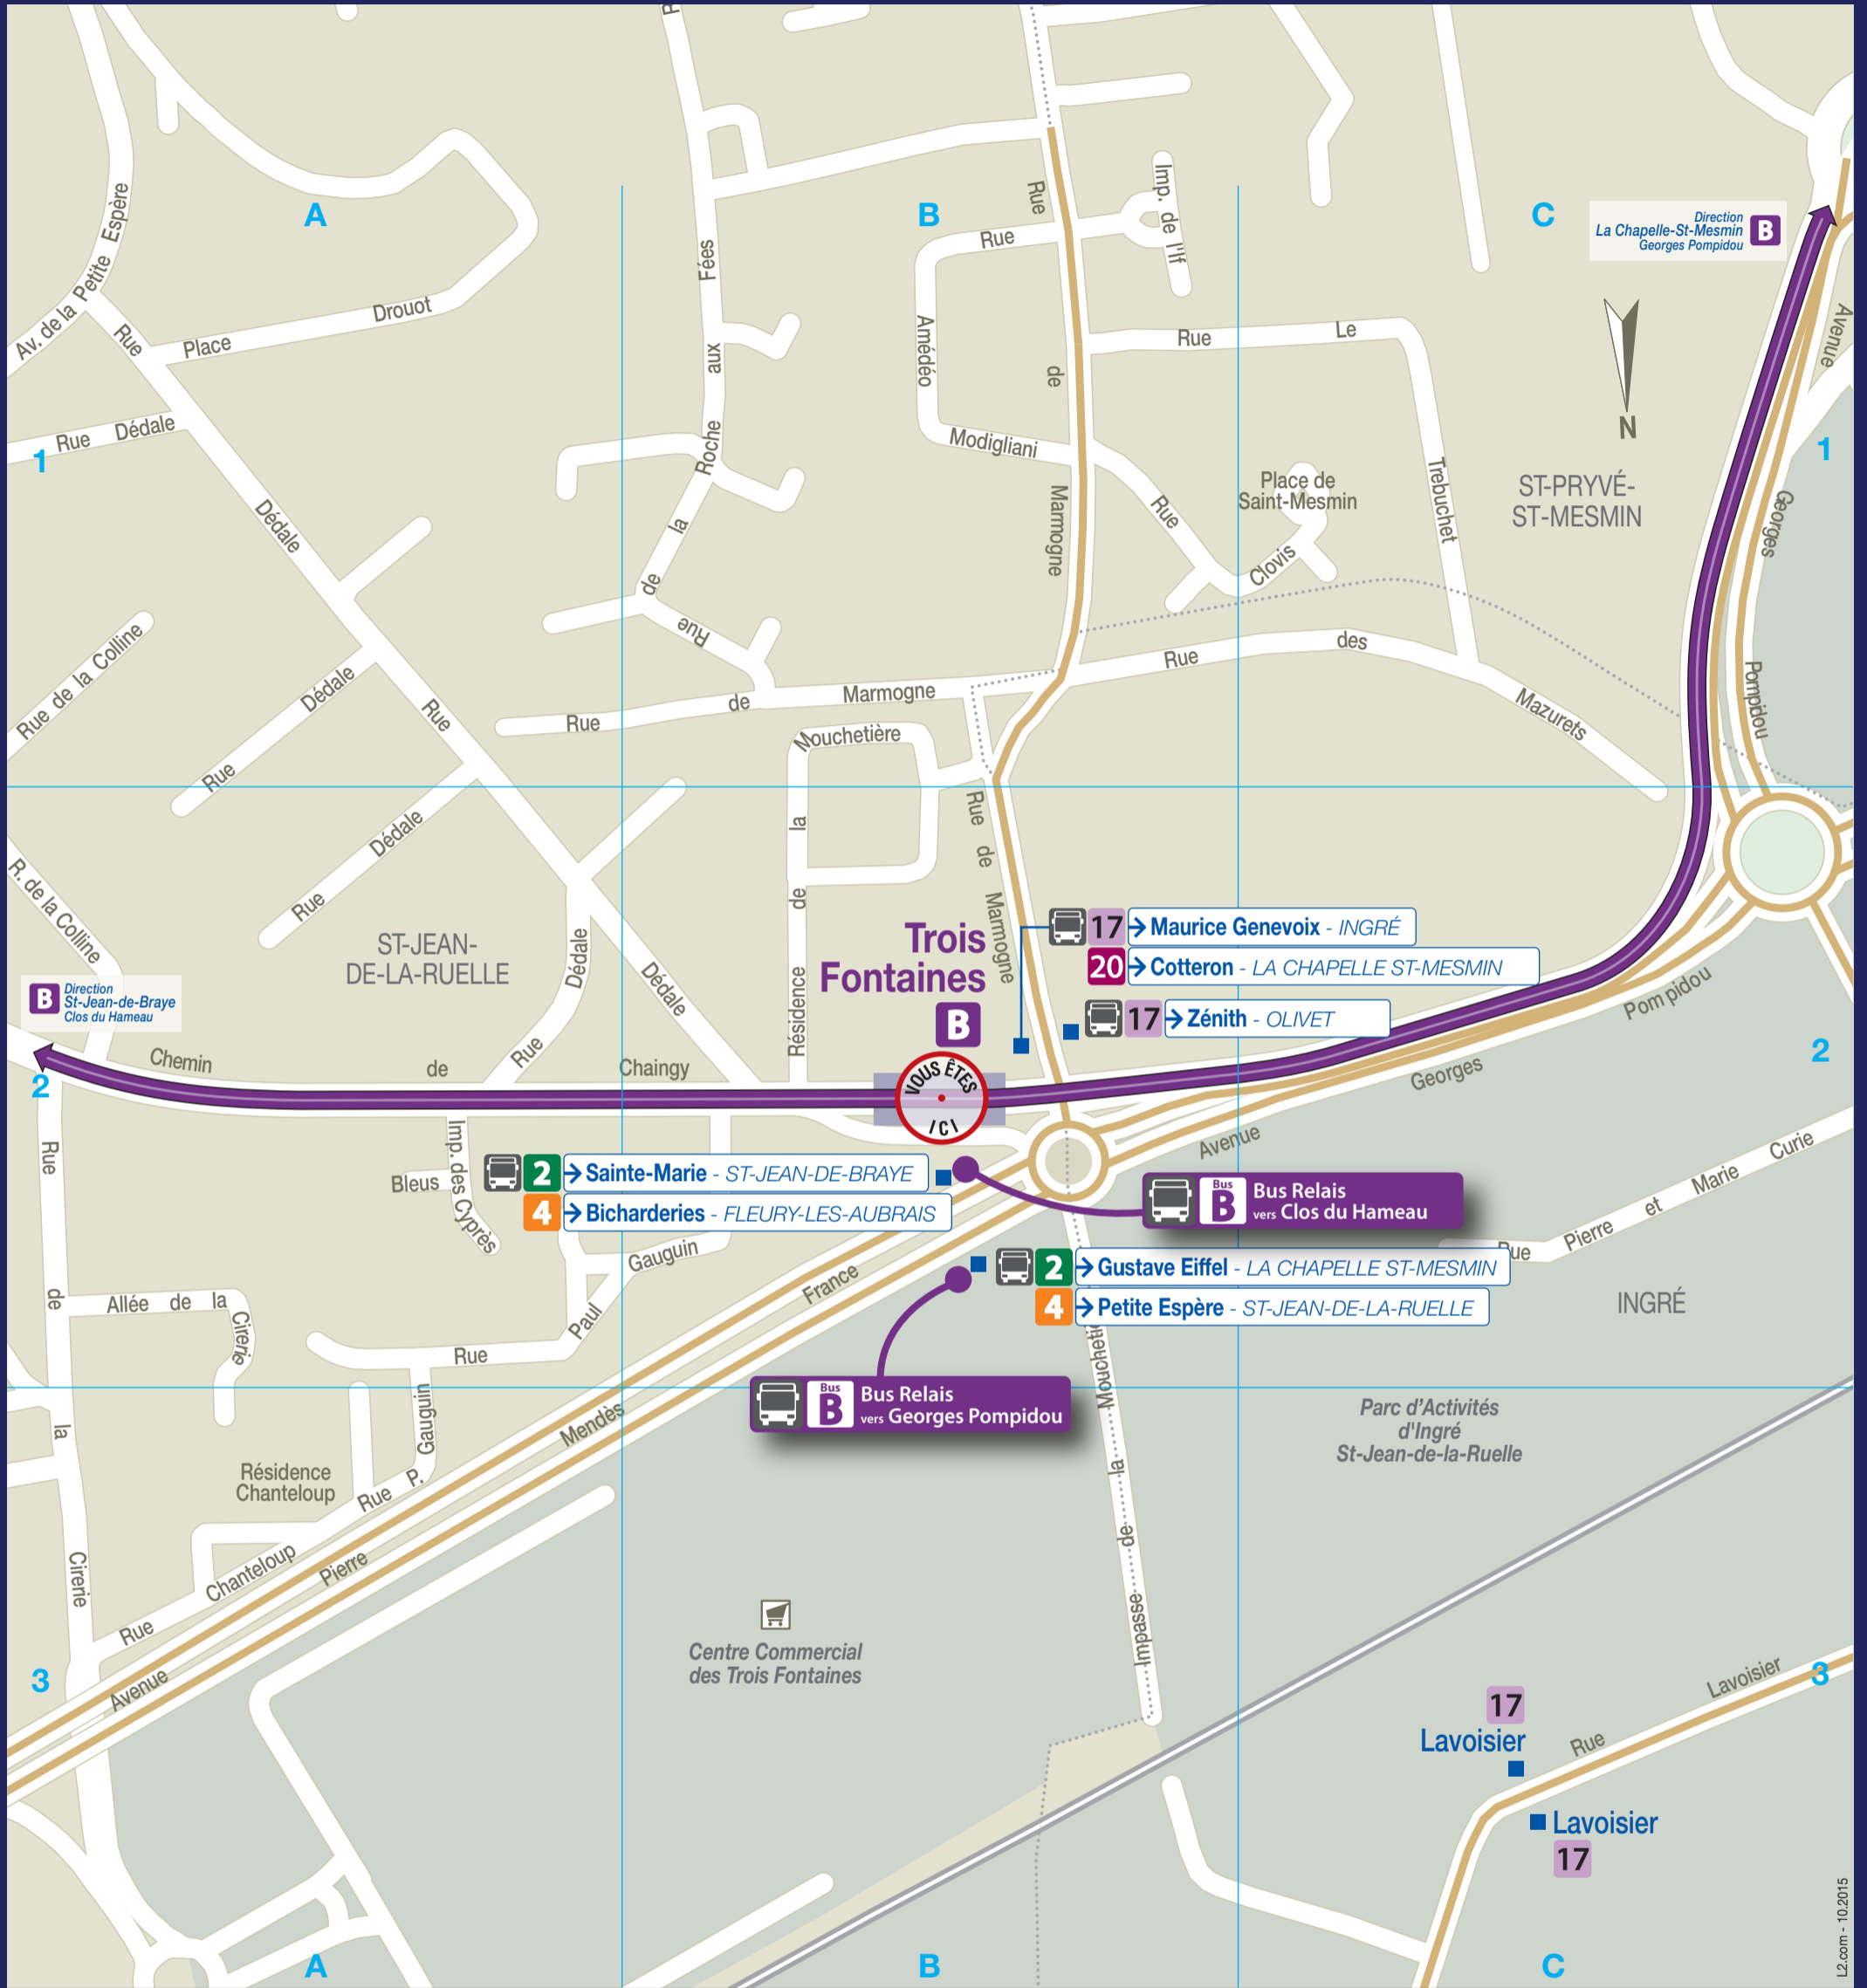 A
B
C
Direction
La Chapelle-St-Mesmin
Georges Pompidou
B
N
Av. de la Petite Espère
Rue
Place Drouot
Rue Dédale
Dédale
Rue
Fées
aux
Roche
la
de
Rue
Rue
de
Marmogne
Rue
Amédéo
Modigliani
Imp. de l'If
Rue Le
Trebuchet
Rue
Clovis
Place de
Saint-Mesmin
ST-PRYVÉ-
ST-MESMIN
Avenue
Georges
Pompidou
1
1
Rue de la Colline
Rue Dédale
Rue de Marmogne
Rue des Mazurets
Mouchetière
la
de
Résidence
Rue de Marmogne
Rue Dédale
R. de la Colline
ST-JEAN-
DE-LA-RUELLE
Dédale
Rue
Dédale
B
Direction
St-Jean-de-Braye
Clos du Hameau
Trois
Fontaines
B
17 Maurice Genevoix - INGRÉ
20 Cotteron - LA CHAPELLE ST-MESMIN
17 Zénith - OLIVET
Chemin de Chaingy
VOUS ÊTES
ICI
2
2
Avenue Georges Pompidou
Rue
de
la
Cirerie
Imp. des Cyprès
Bleus
2 Sainte-Marie - ST-JEAN-DE-BRAYE
4 Bicharderies - FLEURY-LES-AUBRAIS
Bus
B
Bus Relais
vers Clos du Hameau
Rue Pierre et Marie Curie
2 Gustave Eiffel - LA CHAPELLE ST-MESMIN
4 Petite Espère - ST-JEAN-DE-LA-RUELLE
INGRÉ
Allée de la Cirerie
Rue Paul Gauguin
Bus
B
Bus Relais
vers Georges Pompidou
Impasse de la
Parc d'Activités
d'Ingré
St-Jean-de-la-Ruelle
Résidence
Chanteloup
Rue P. Gauguin
Rue Chanteloup
Avenue Pierre Mendès France
Centre Commercial
des Trois Fontaines
3
3
17
Lavoisier
Rue Lavoisier
Lavoisier
17
A
B
C
L2.com - 10.2015